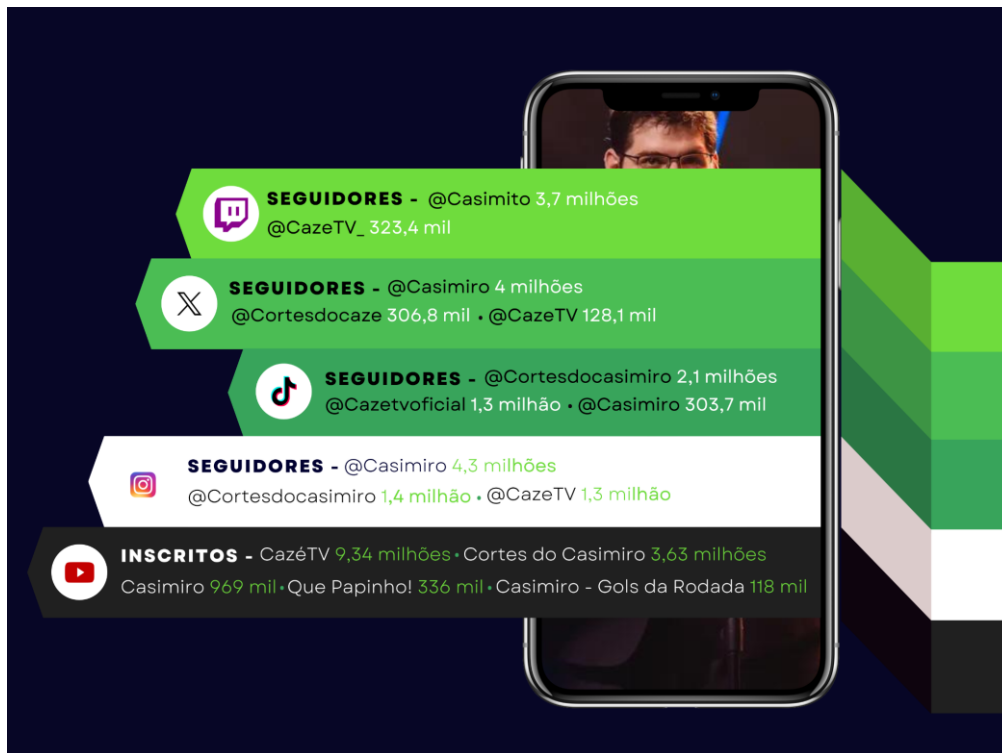 SEGUIDORES - @Casimito 3,7 milhões
@CazeTV_ 323,4 mil
SEGUIDORES - @Casimiro 4 milhões
@Cortesdocaze 306,8 mil • @CazeTV 128,1 mil
SEGUIDORES - @Cortesdocasimiro 2,1 milhões
@Cazetvoficial 1,3 milhão • @Casimiro 303,7 mil
SEGUIDORES - @Casimiro 4,3 milhões
@Cortesdocasimiro 1,4 milhão • @CazeTV 1,3 milhão
INSCRITOS - CazéTV 9,34 milhões • Cortes do Casimiro 3,63 milhões
Casimiro 969 mil • Que Papinho! 336 mil • Casimiro - Gols da Rodada 118 mil